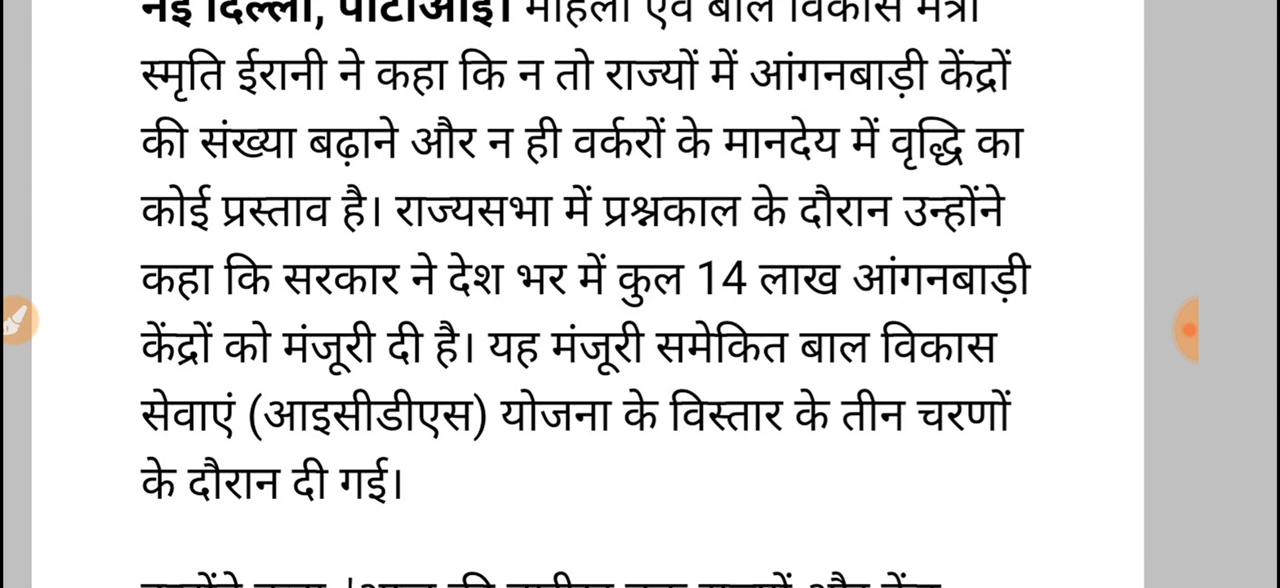 नई दिल्ली, पीटीआई। महिला एवं बाल विकास मंत्री
स्मृति ईरानी ने कहा कि न तो राज्यों में आंगनबाड़ी केंद्रों
की संख्या बढ़ाने और न ही वर्करों के मानदेय में वृद्धि का
कोई प्रस्ताव है। राज्यसभा में प्रश्नकाल के दौरान उन्होंने
कहा कि सरकार ने देश भर में कुल 14 लाख आंगनबाड़ी
केंद्रों को मंजूरी दी है। यह मंजूरी समेकित बाल विकास
सेवाएं (आइसीडीएस) योजना के विस्तार के तीन चरणों
के दौरान दी गई।